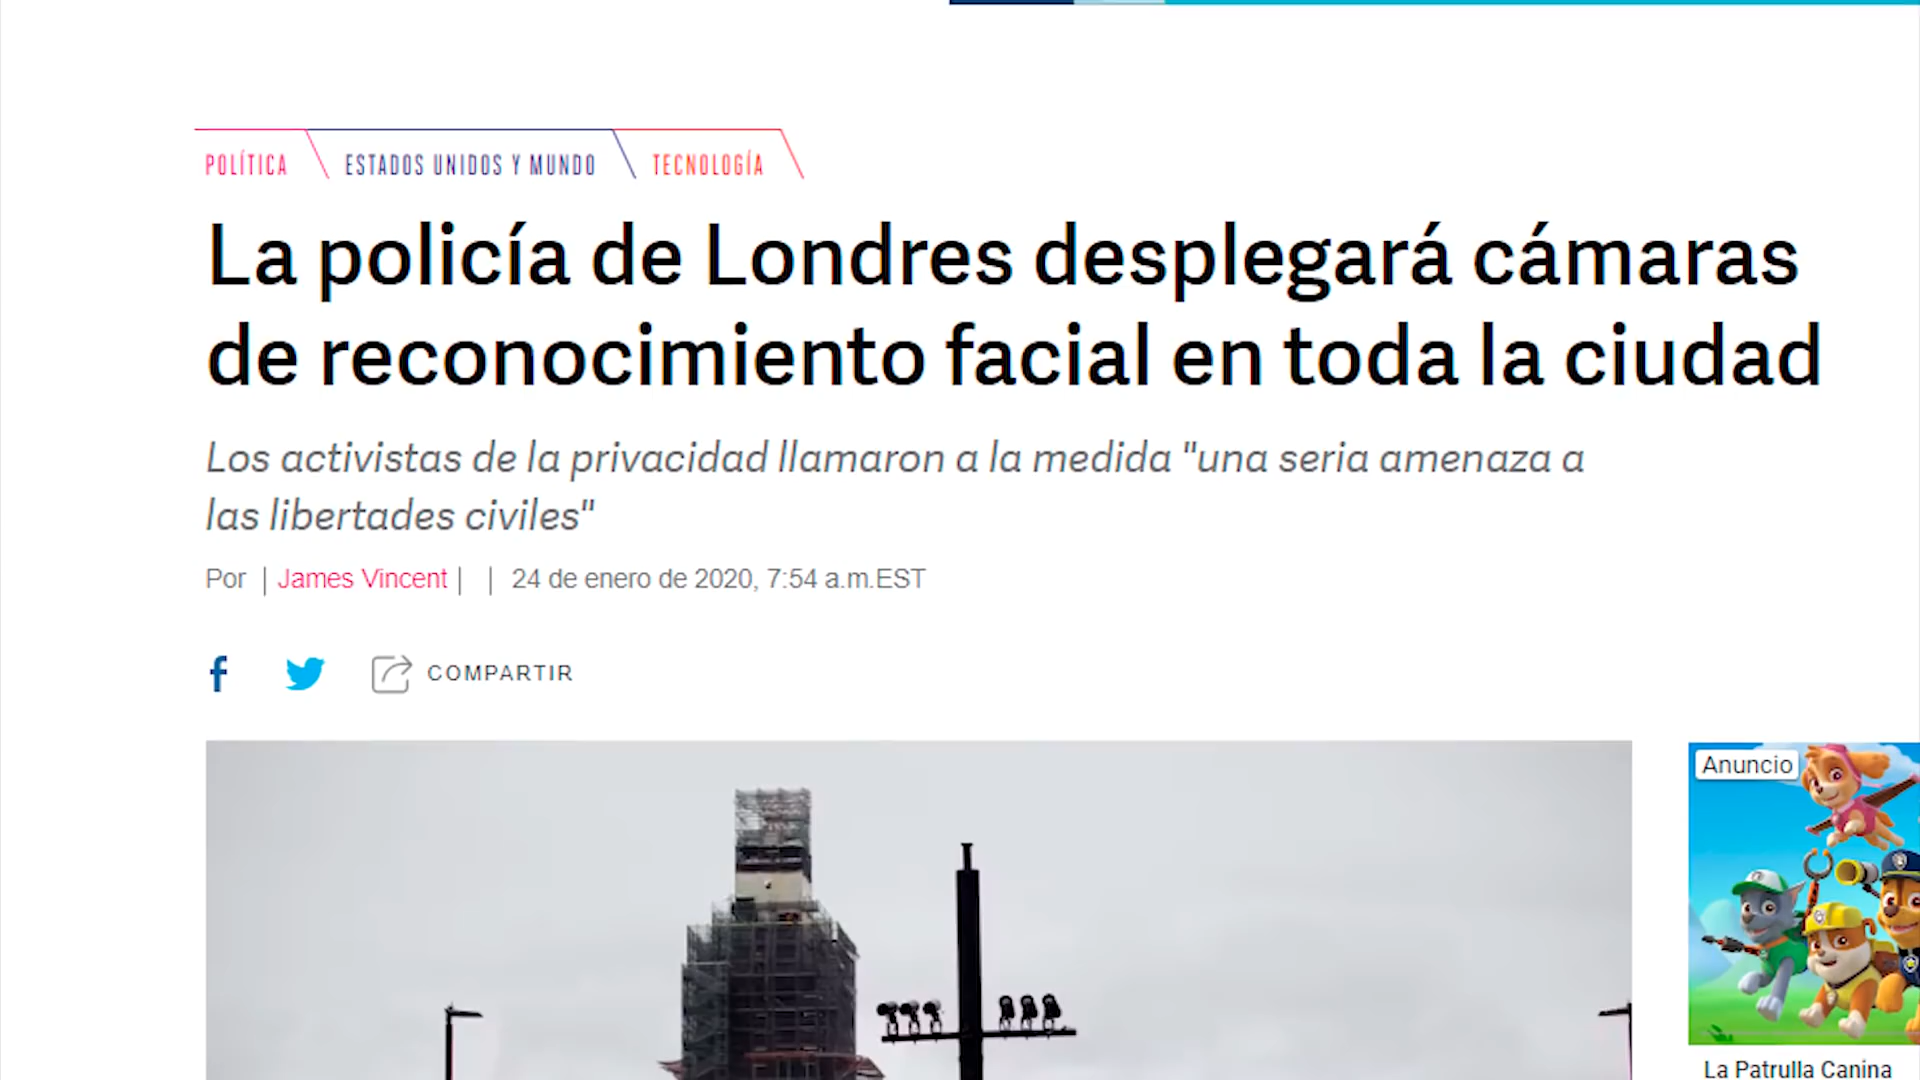 POLÍTICA
ESTADOS UNIDOS Y MUNDO
TECNOLOGÍA
La policía de Londres desplegará cámaras
de reconocimiento facial en toda la ciudad
Los activistas de la privacidad llamaron a la medida "una seria amenaza a
las libertades civiles"
Por | James Vincent | | 24 de enero de 2020, 7:54 a.m.EST
COMPARTIR
Anuncio
La Patrulla Canina